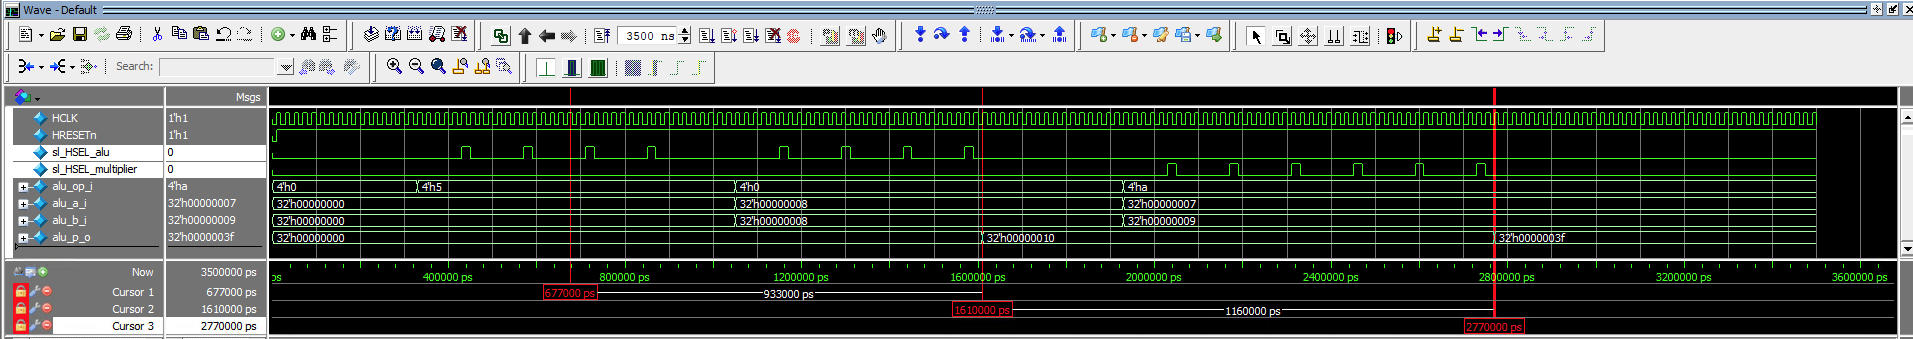 Wave - Default
3500 ns
Search:
Msgs
HCLK 1'h1
HRESETn 1'h1
sl_HSEL_alu 0
sl_HSEL_multiplier 0
alu_op_i 4'ha 4'h0 4'h5 4'h0 4'ha
alu_a_i 32'h00000007 32'h00000000 32'h00000008 32'h00000007
alu_b_i 32'h00000009 32'h00000000 32'h00000008 32'h00000009
alu_p_o 32'h0000003f 32'h00000000 32'h00000010 32'h0000003f
Now 3500000 ps ps 400000 ps 800000 ps 1200000 ps 1600000 ps 2000000 ps 2400000 ps 2800000 ps 3200000 ps 3600000 ps
Cursor 1 677000 ps 677000 ps 933000 ps
Cursor 2 1610000 ps 1610000 ps 1160000 ps
Cursor 3 2770000 ps 2770000 ps